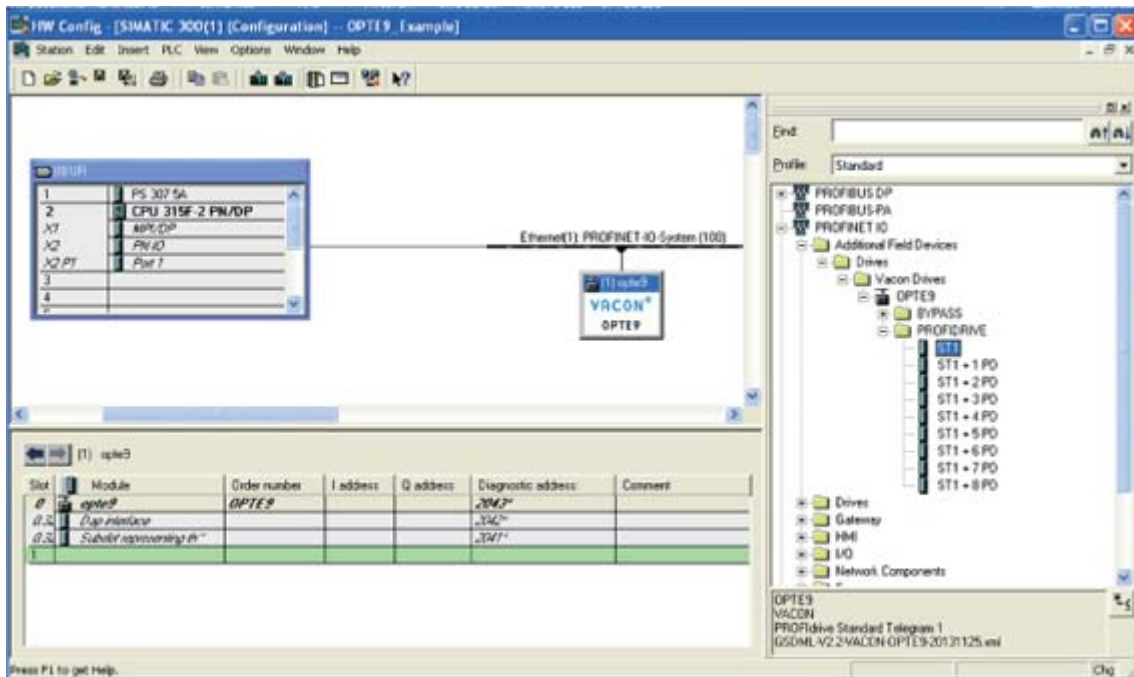 HW Config - [SIMATIC 300(1) (Configuration) -- OPTE9_Example]
Station Edit Insert PLC View Options Window Help
1 PS 307 5A
2 CPU 315F-2 PN/DP
X1 MPI/DP
X2 PN-IO
X2 P1 Port 1
3
4
Ethernet(1): PROFINET-IO-System (100)
(1) opte9
VACON®
OPTE9
Find:
Profile: Standard
PROFIBUS DP
PROFIBUS-PA
PROFINET IO
Additional Field Devices
Drives
Vacon Drives
OPTE9
BYPASS
PROFIDRIVE
ST1
ST1 + 1 PD
ST1 + 2 PD
ST1 + 3 PD
ST1 + 4 PD
ST1 + 5 PD
ST1 + 6 PD
ST1 + 7 PD
ST1 + 8 PD
Drives
Gateway
HMI
I/O
Network Components
OPTE9
VACON
PROFIdrive Standard Telegram 1
GSDML-V2.2-VACON-OPTE9-20131125.xml
(1) opte9
Slot Module Order number I address Q address Diagnostic address: Comment
0 opte9 OPTE9 2043*
Dap interface 2042*
Subslot representing th" 2041*
1
Press F1 to get Help.
Chg